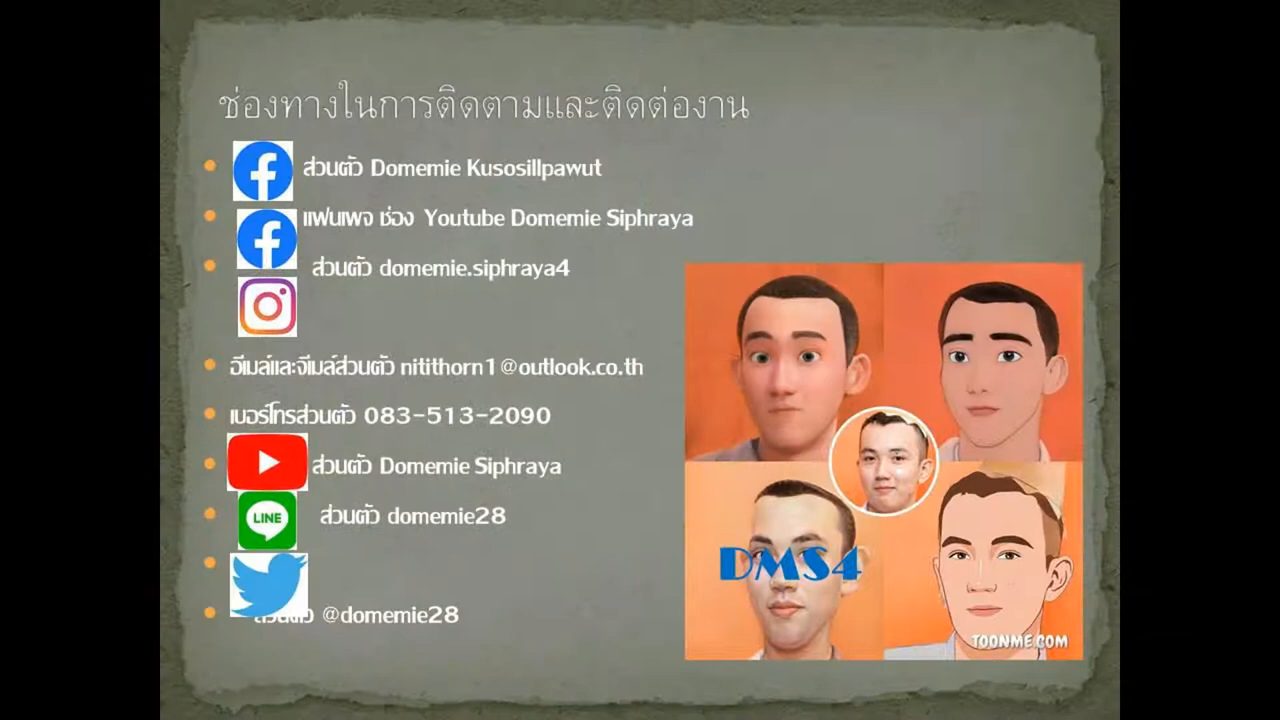 ช่องทางในการติดตามและติดต่องาน
ส่วนตัว Domemie Kusosillpawut
แฟนเพจ ช่อง Youtube Domemie Siphraya
ส่วนตัว domemie.siphraya4
อีเมล์และจีเมล์ส่วนตัว nitithorn1@outlook.co.th
เบอร์โทรส่วนตัว 083-513-2090
ส่วนตัว Domemie Siphraya
LINE
ส่วนตัว domemie28
ส่วนตัว @domemie28
DMS4
TOONME.COM